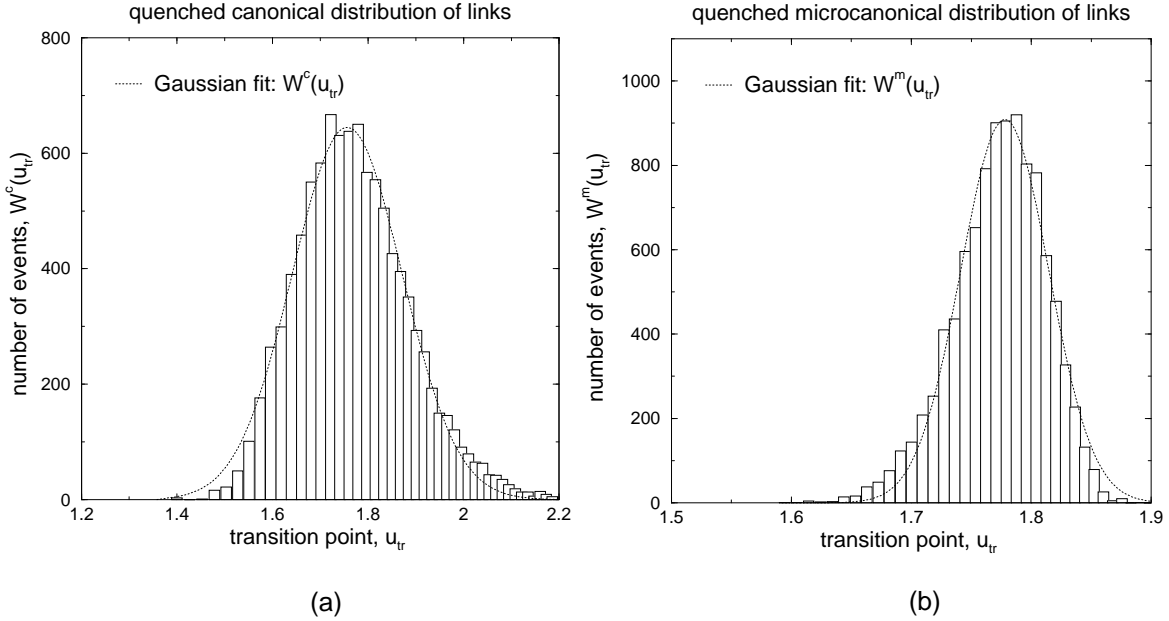 quenched canonical distribution of links
800
600
400
200
0
1.2 1.4 1.6 1.8 2 2.2
number of events, W^c(u_tr)
transition point, u_tr
Gaussian fit: W^c(u_tr)
(a)
quenched microcanonical distribution of links
1000
800
600
400
200
0
1.5 1.6 1.7 1.8 1.9
number of events, W^m(u_tr)
transition point, u_tr
Gaussian fit: W^m(u_tr)
(b)